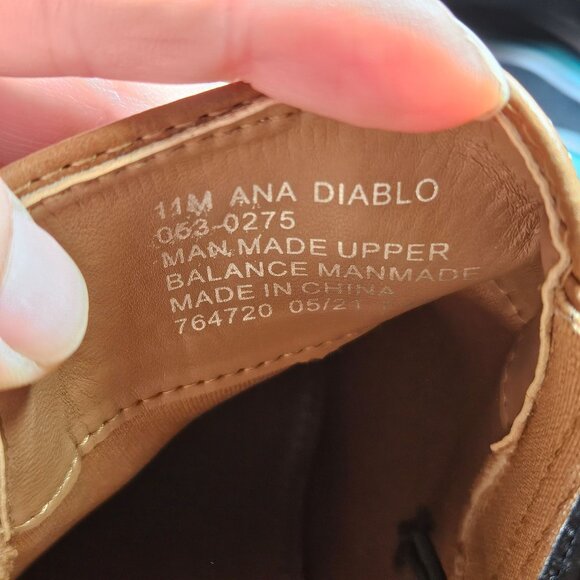 11M ANA DIABLO
063-0275
MAN MADE UPPER
BALANCE MANMADE
MADE IN CHINA
764720 05/21